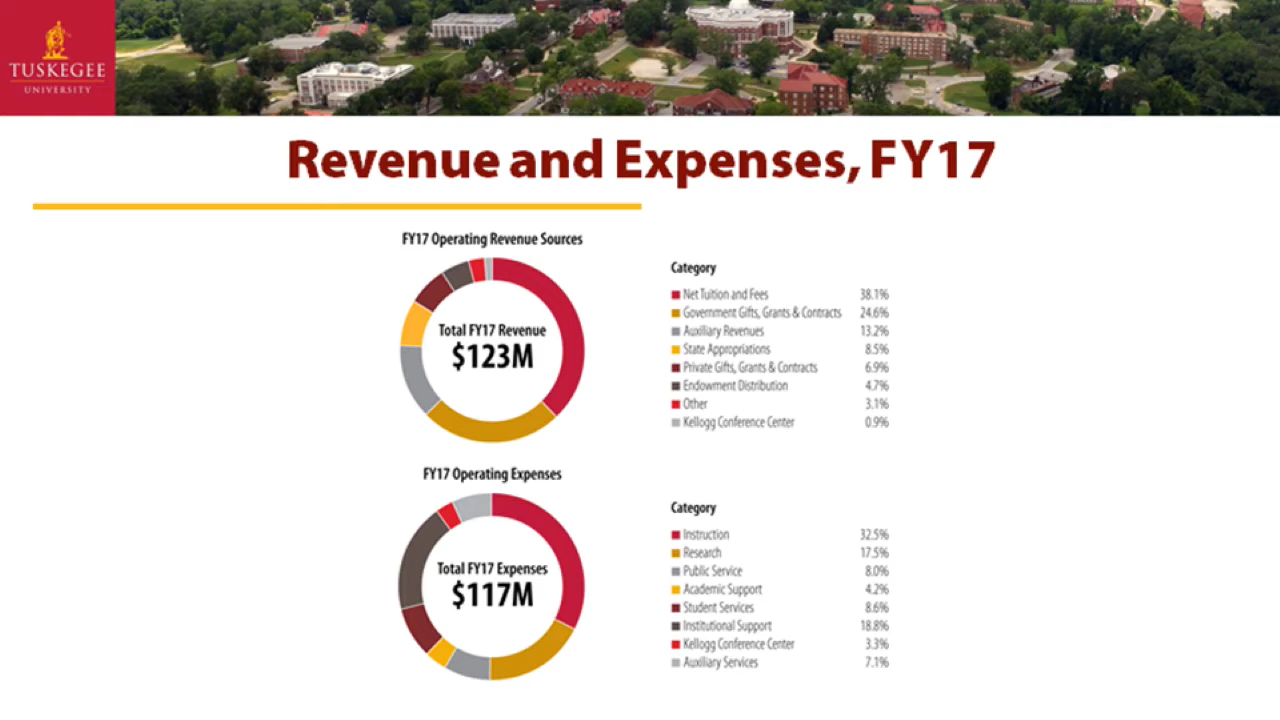 TUSKEGEE
UNIVERSITY
Revenue and Expenses, FY17
FY17 Operating Revenue Sources
Total FY17 Revenue
$123M
Category
Net Tuition and Fees 38.1%
Government Gifts, Grants & Contracts 24.6%
Auxiliary Revenues 13.2%
State Appropriations 8.5%
Private Gifts, Grants & Contracts 6.9%
Endowment Distribution 4.7%
Other 3.1%
Kellogg Conference Center 0.9%
FY17 Operating Expenses
Total FY17 Expenses
$117M
Category
Instruction 32.5%
Research 17.5%
Public Service 8.0%
Academic Support 4.2%
Student Services 8.6%
Institutional Support 18.8%
Kellogg Conference Center 3.3%
Auxiliary Services 7.1%